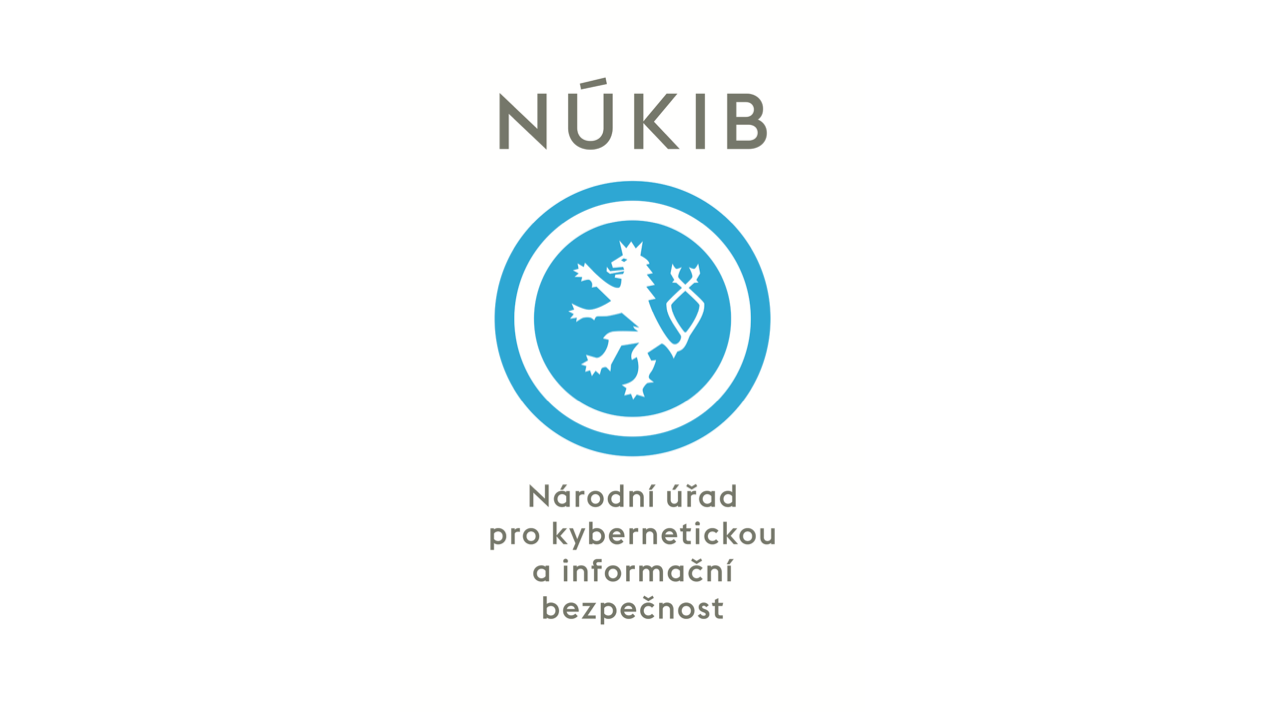 NÚKIB
Národní úřad
pro kybernetickou
a informační
bezpečnost